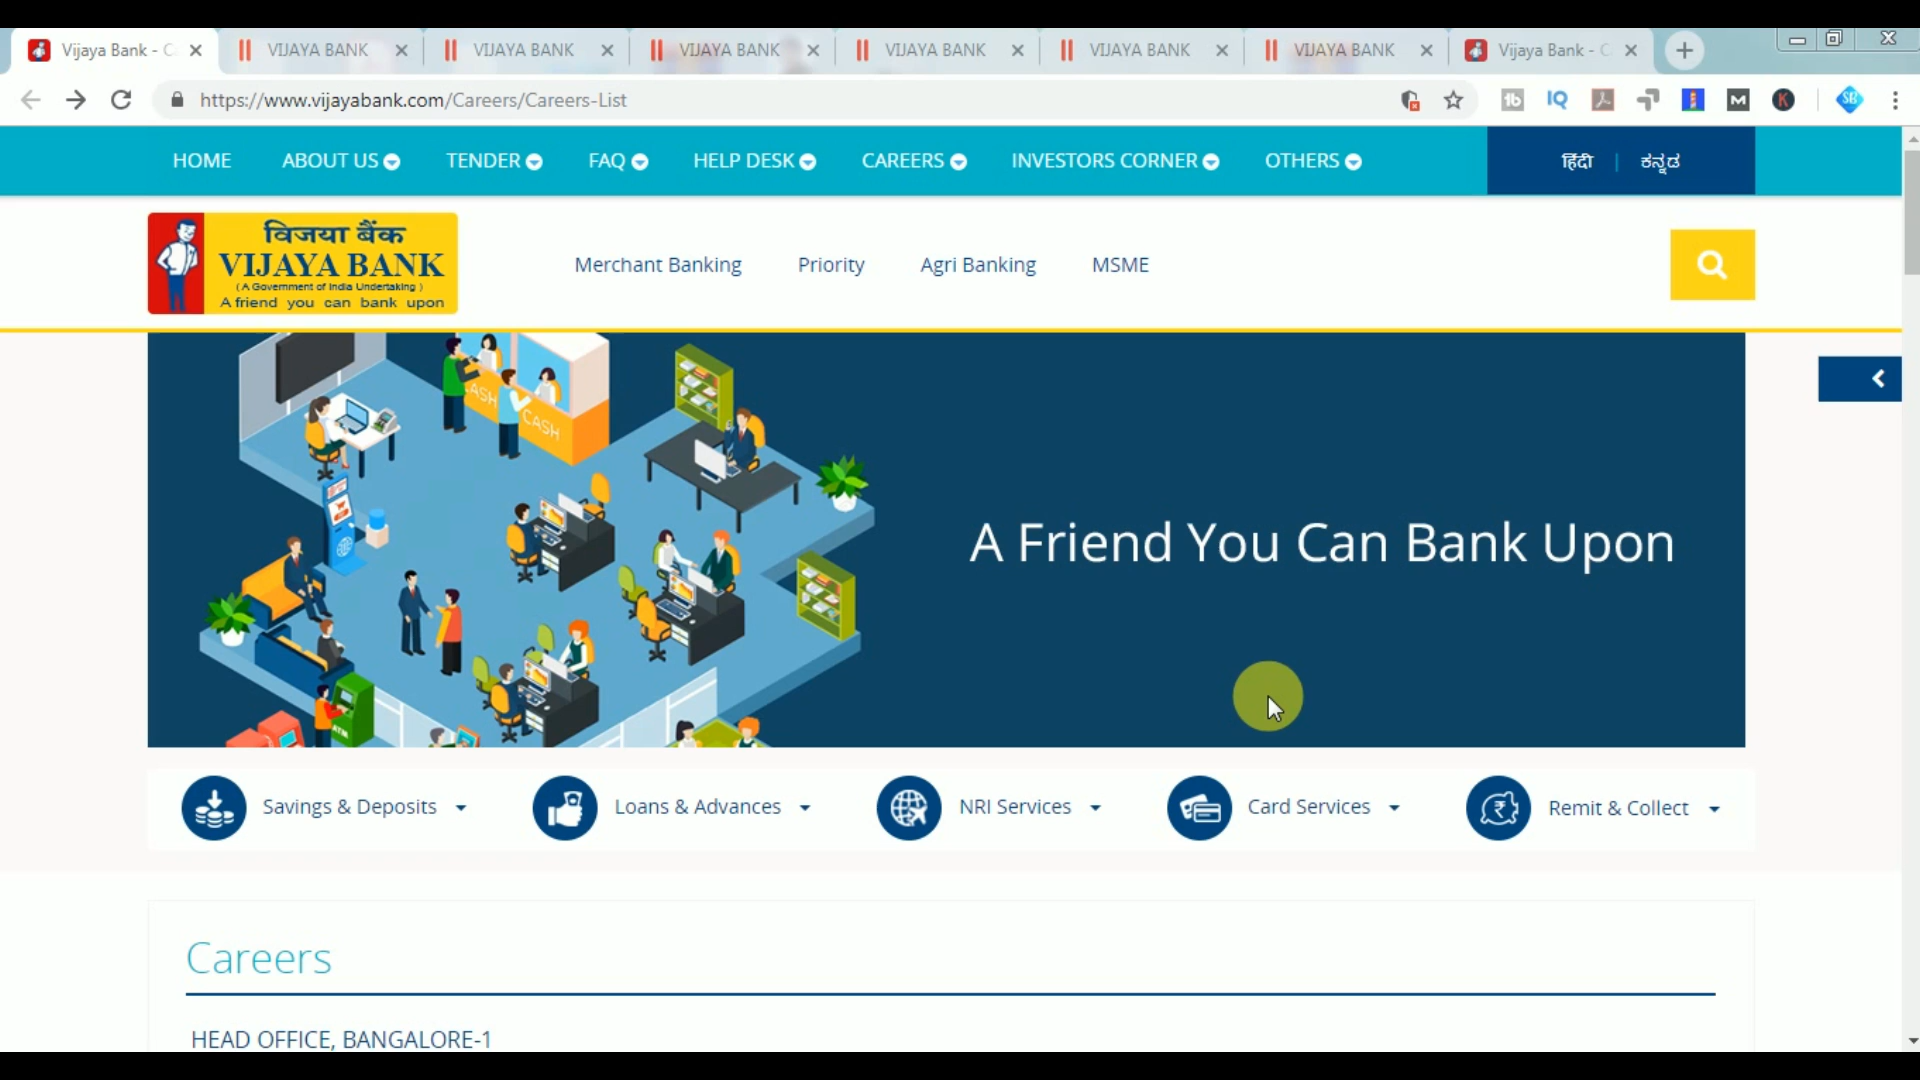 Vijaya Bank - C
VIJAYA BANK
VIJAYA BANK
VIJAYA BANK
VIJAYA BANK
VIJAYA BANK
VIJAYA BANK
Vijaya Bank - C
https://www.vijayabank.com/Careers/Careers-List
HOME ABOUT US TENDER FAQ HELP DESK CAREERS INVESTORS CORNER OTHERS हिंदी | ಕನ್ನಡ
विजया बैंक
VIJAYA BANK
( A Government of India Undertaking )
A friend you can bank upon
Merchant Banking Priority Agri Banking MSME
CASH
CASH
A Friend You Can Bank Upon
ATM
Savings & Deposits Loans & Advances NRI Services Card Services Remit & Collect
Careers
HEAD OFFICE, BANGALORE-1